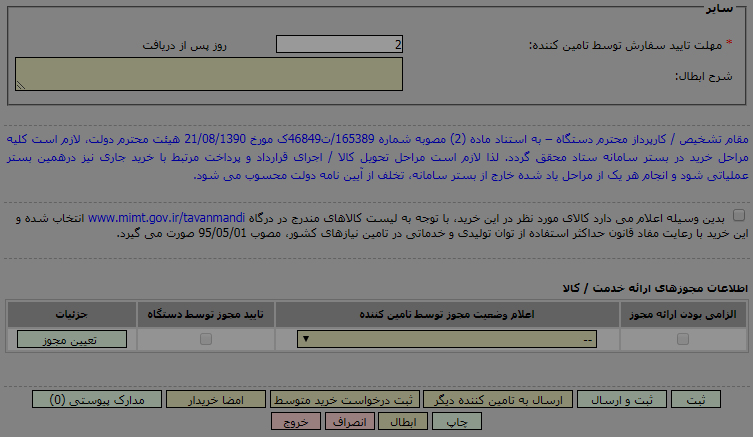 سایر
* مهلت تایید سفارش توسط تامین کننده: 2 روز پس از دریافت
شرح ابطال:
مقام تشخیص / کارپرداز محترم دستگاه – به استناد ماده (2) مصوبه شماره 165389/ت46849ک مورخ 21/08/1390 هیئت محترم دولت، لازم است کلیه
مراحل خرید در بستر سامانه ستاد محقق گردد. لذا لازم است مراحل تحویل کالا / اجرای قرارداد و پرداخت مرتبط با خرید جاری نیز درهمین بستر
عملیاتی شود و انجام هر یک از مراحل یاد شده خارج از بستر سامانه، تخلف از آیین نامه دولت محسوب می شود.
بدین وسیله اعلام می دارد کالای مورد نظر در این خرید، با توجه به لیست کالاهای مندرج در درگاه www.mimt.gov.ir/tavanmandi انتخاب شده و
این خرید با رعایت مفاد قانون حداکثر استفاده از توان تولیدی و خدماتی در تامین نیازهای کشور، مصوب 95/05/01 صورت می گیرد.
اطلاعات مجوزهای ارائه خدمت / کالا
الزامی بودن ارائه مجوز اعلام وضعیت مجوز توسط تامین کننده تایید مجوز توسط دستگاه جزئیات
-- تعیین مجوز
ثبت ثبت و ارسال ارسال به تامین کننده دیگر ثبت درخواست خرید متوسط امضا خریدار مدارک پیوستی (0)
چاپ ابطال انصراف خروج